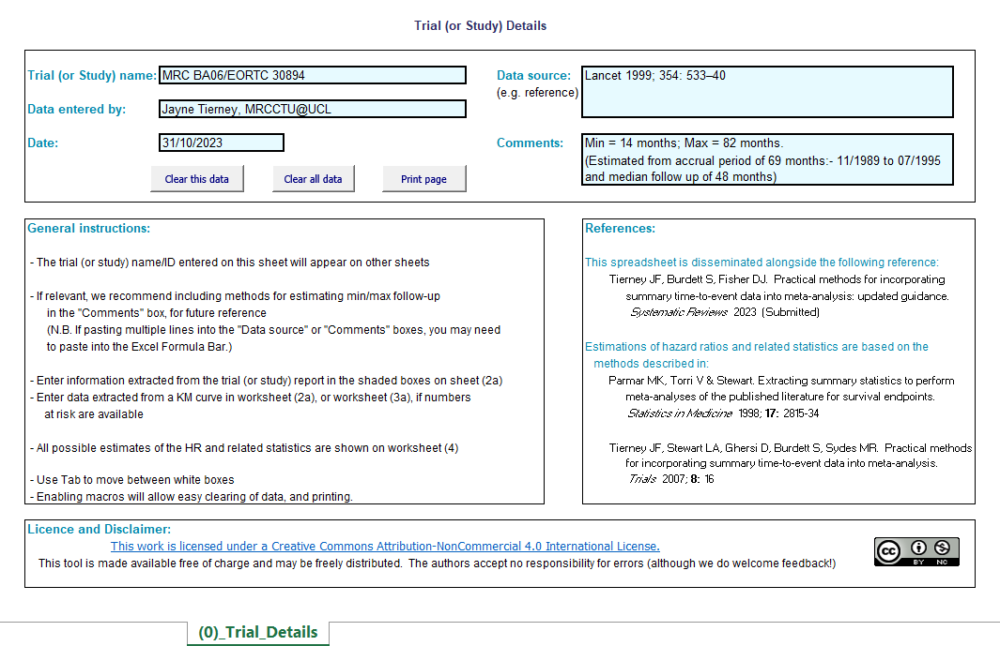 Trial (or Study) Details
Trial (or Study) name: MRC BA06/EORTC 30894
Data source: Lancet 1999; 354: 533–40
(e.g. reference)
Data entered by: Jayne Tierney, MRCCTU@UCL
Date: 31/10/2023
Comments: Min = 14 months; Max = 82 months.
(Estimated from accrual period of 69 months:- 11/1989 to 07/1995
and median follow up of 48 months)
Clear this data
Clear all data
Print page
General instructions:
- The trial (or study) name/ID entered on this sheet will appear on other sheets
- If relevant, we recommend including methods for estimating min/max follow-up
in the "Comments" box, for future reference
(N.B. If pasting multiple lines into the "Data source" or "Comments" boxes, you may need
to paste into the Excel Formula Bar.)
- Enter information extracted from the trial (or study) report in the shaded boxes on sheet (2a)
- Enter data extracted from a KM curve in worksheet (2a), or worksheet (3a), if numbers
at risk are available
- All possible estimates of the HR and related statistics are shown on worksheet (4)
- Use Tab to move between white boxes
- Enabling macros will allow easy clearing of data, and printing.
References:
This spreadsheet is disseminated alongside the following reference:
Tierney JF, Burdett S, Fisher DJ. Practical methods for incorporating
summary time-to-event data into meta-analysis: updated guidance.
Systematic Reviews 2023 (Submitted)
Estimations of hazard ratios and related statistics are based on the
methods described in:
Parmar MK, Torri V & Stewart. Extracting summary statistics to perform
meta-analyses of the published literature for survival endpoints.
Statistics in Medicine 1998; 17: 2815-34
Tierney JF, Stewart LA, Ghersi D, Burdett S, Sydes MR. Practical methods
for incorporating summary time-to-event data into meta-analysis.
Trials 2007; 8: 16
Licence and Disclaimer:
This work is licensed under a Creative Commons Attribution-NonCommercial 4.0 International License.
This tool is made available free of charge and may be freely distributed. The authors accept no responsibility for errors (although we do welcome feedback!)
cc
BY NC
(0)_Trial_Details